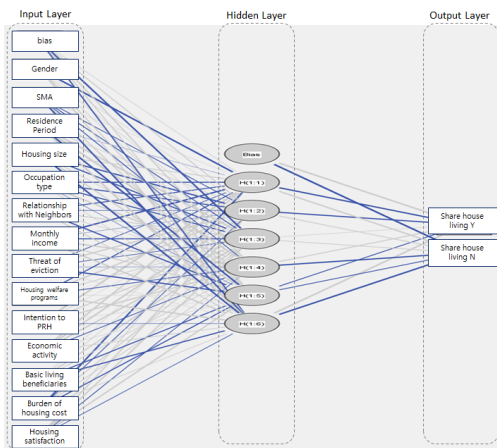 Input Layer
Hidden Layer
Output Layer
bias
Gender
SMA
Residence
Period
Housing size
Occupation
type
Relationship
with Neighbors
Monthly
income
Threat of
eviction
Housing welfare
programs
Intention to
PRH
Economic
activity
Basic living
beneficiaries
Burden of
housing cost
Housing
satisfaction
Bias
H(1:1)
H(1:2)
H(1:3)
H(1:4)
H(1:5)
H(1:6)
Share house
living Y
Share house
living N